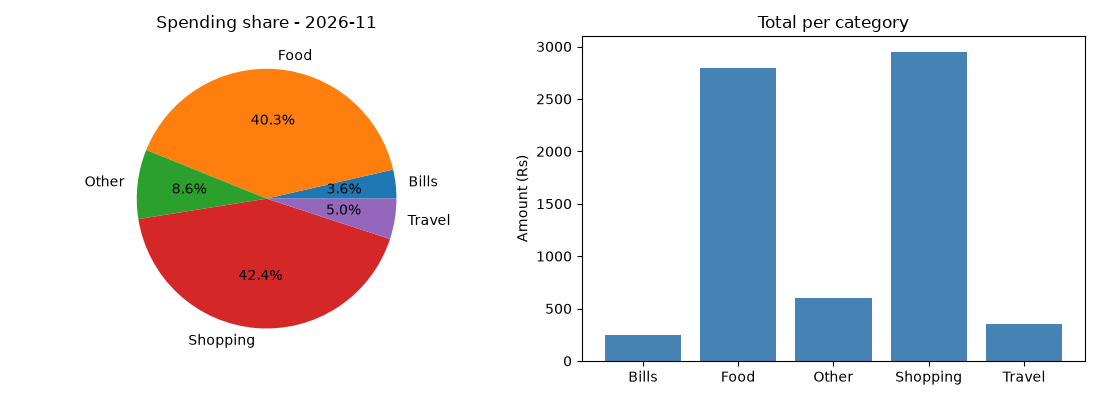 Spending share - 2026-11
Food
40.3%
Other
8.6%
3.6%
Bills
5.0%
Travel
42.4%
Shopping
Total per category
Amount (Rs)
3000
2500
2000
1500
1000
500
0
Bills
Food
Other
Shopping
Travel